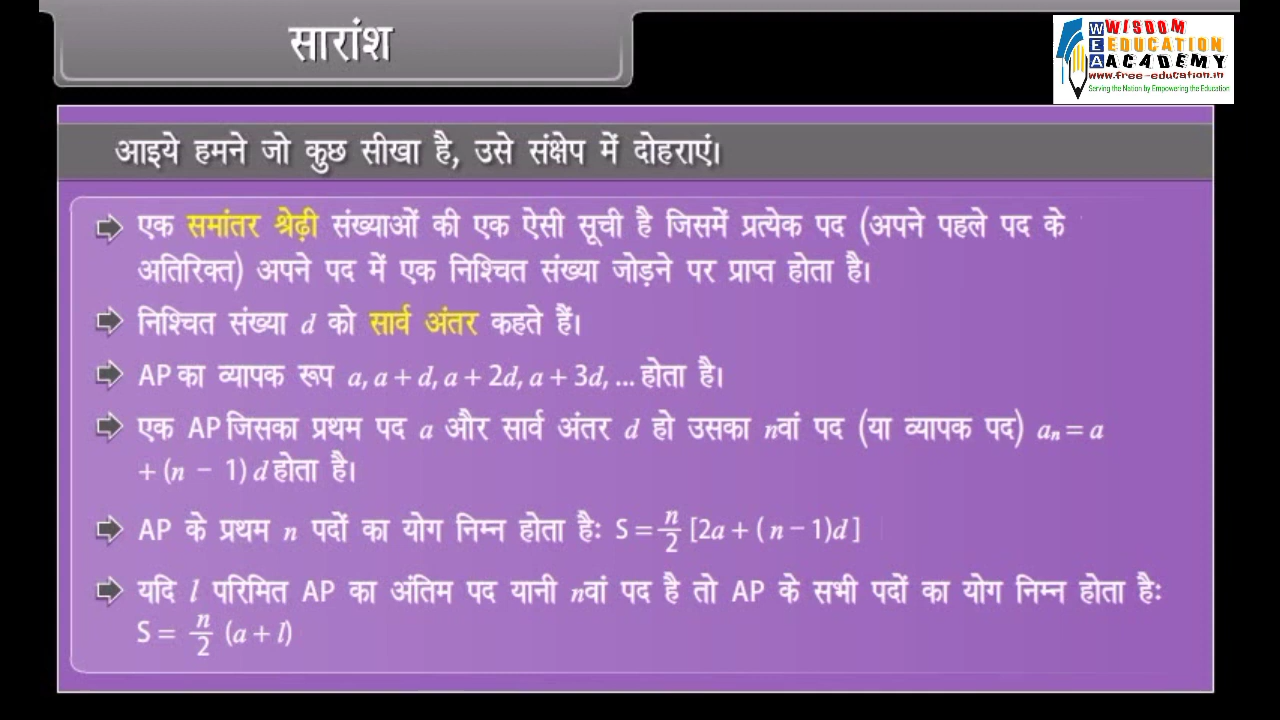 सारांश
WEA WISDOM
EDUCATION
ACADEMY
www.free-education.in
Serving the Nation by Empowering the Education
आइये हमने जो कुछ सीखा है, उसे संक्षेप में दोहराएं।
एक समांतर श्रेढ़ी संख्याओं की एक ऐसी सूची है जिसमें प्रत्येक पद (अपने पहले पद के
अतिरिक्त) अपने पद में एक निश्चित संख्या जोड़ने पर प्राप्त होता है।
निश्चित संख्या d को सार्व अंतर कहते हैं।
AP का व्यापक रूप a, a + d, a + 2d, a + 3d, ... होता है।
एक AP जिसका प्रथम पद a और सार्व अंतर d हो उसका nवां पद (या व्यापक पद) aₙ = a
+ (n − 1) d होता है।
AP के प्रथम n पदों का योग निम्न होता है: S = n/2 [2a + ( n − 1)d ]
यदि l परिमित AP का अंतिम पद यानी nवां पद है तो AP के सभी पदों का योग निम्न होता है:
S = n/2 (a + l)